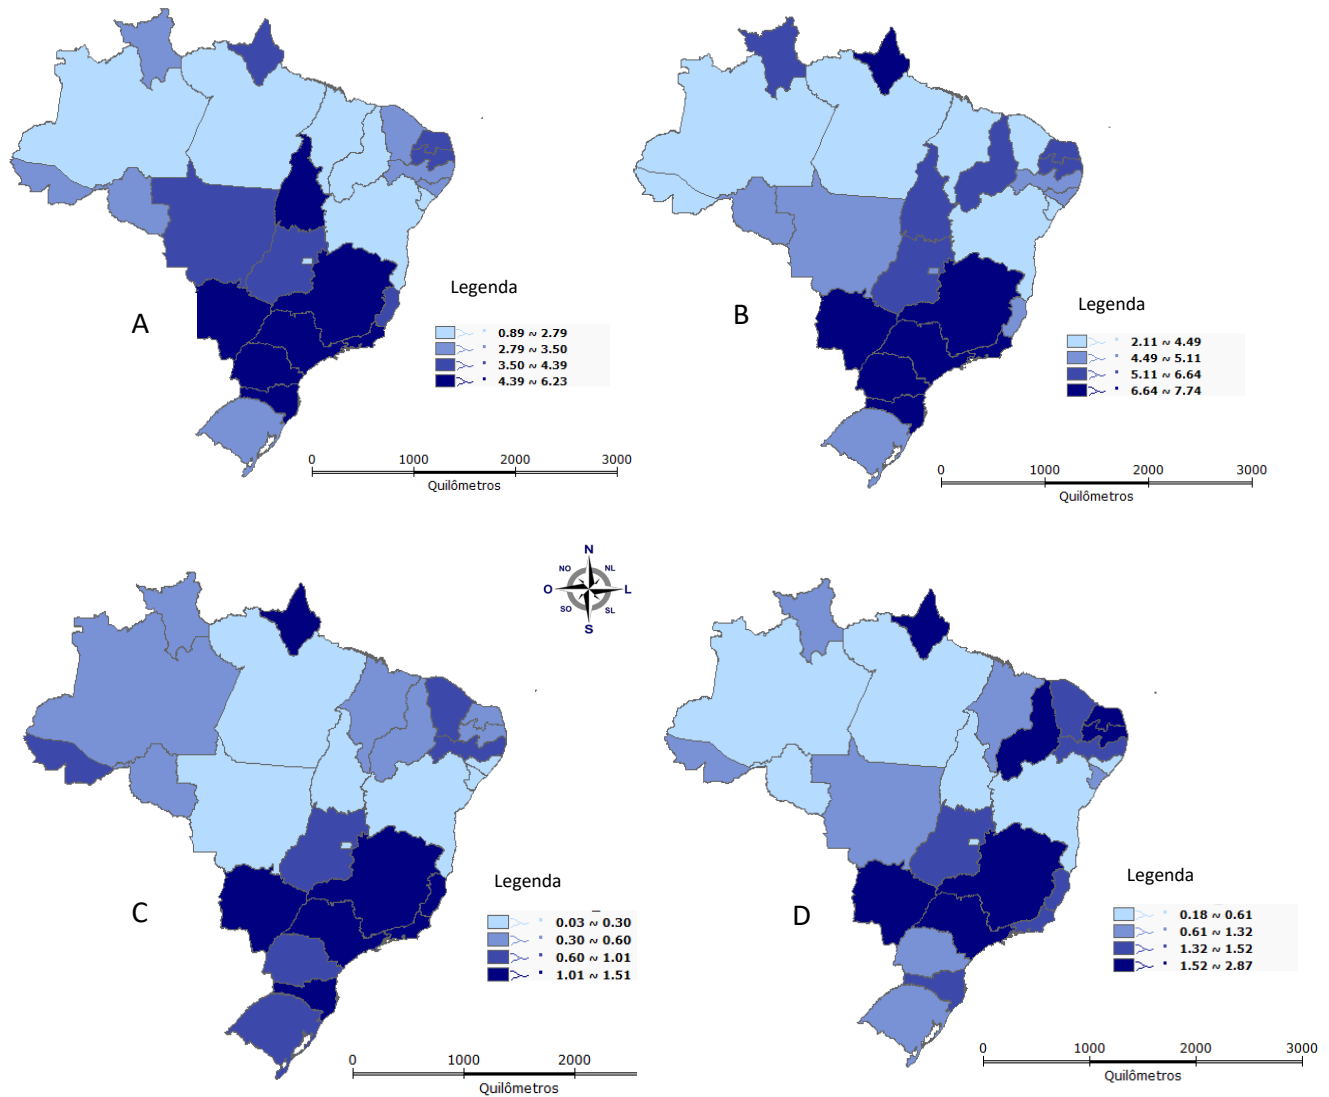 Legenda
A
0.89 ~ 2.79
2.79 ~ 3.50
3.50 ~ 4.39
4.39 ~ 6.23
0 1000 2000 3000
Quilômetros
Legenda
B
2.11 ~ 4.49
4.49 ~ 5.11
5.11 ~ 6.64
6.64 ~ 7.74
0 1000 2000 3000
Quilômetros
N
NO NL
O L
SO SL
S
Legenda
C
0.03 ~ 0.30
0.30 ~ 0.60
0.60 ~ 1.01
1.01 ~ 1.51
0 1000 2000
Quilômetros
Legenda
D
0.18 ~ 0.61
0.61 ~ 1.32
1.32 ~ 1.52
1.52 ~ 2.87
0 1000 2000 3000
Quilômetros